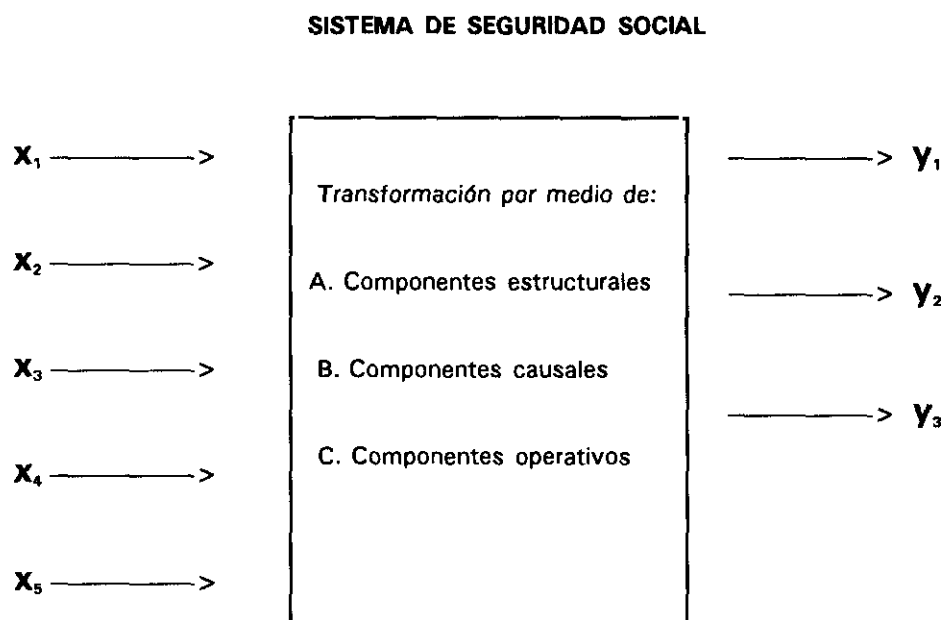 SISTEMA DE SEGURIDAD SOCIAL
X₁ > > y₁
Transformación por medio de:
X₂ >
A. Componentes estructurales
> y₂
X₃ >
B. Componentes causales
> y₃
C. Componentes operativos
X₄ >
X₅ >